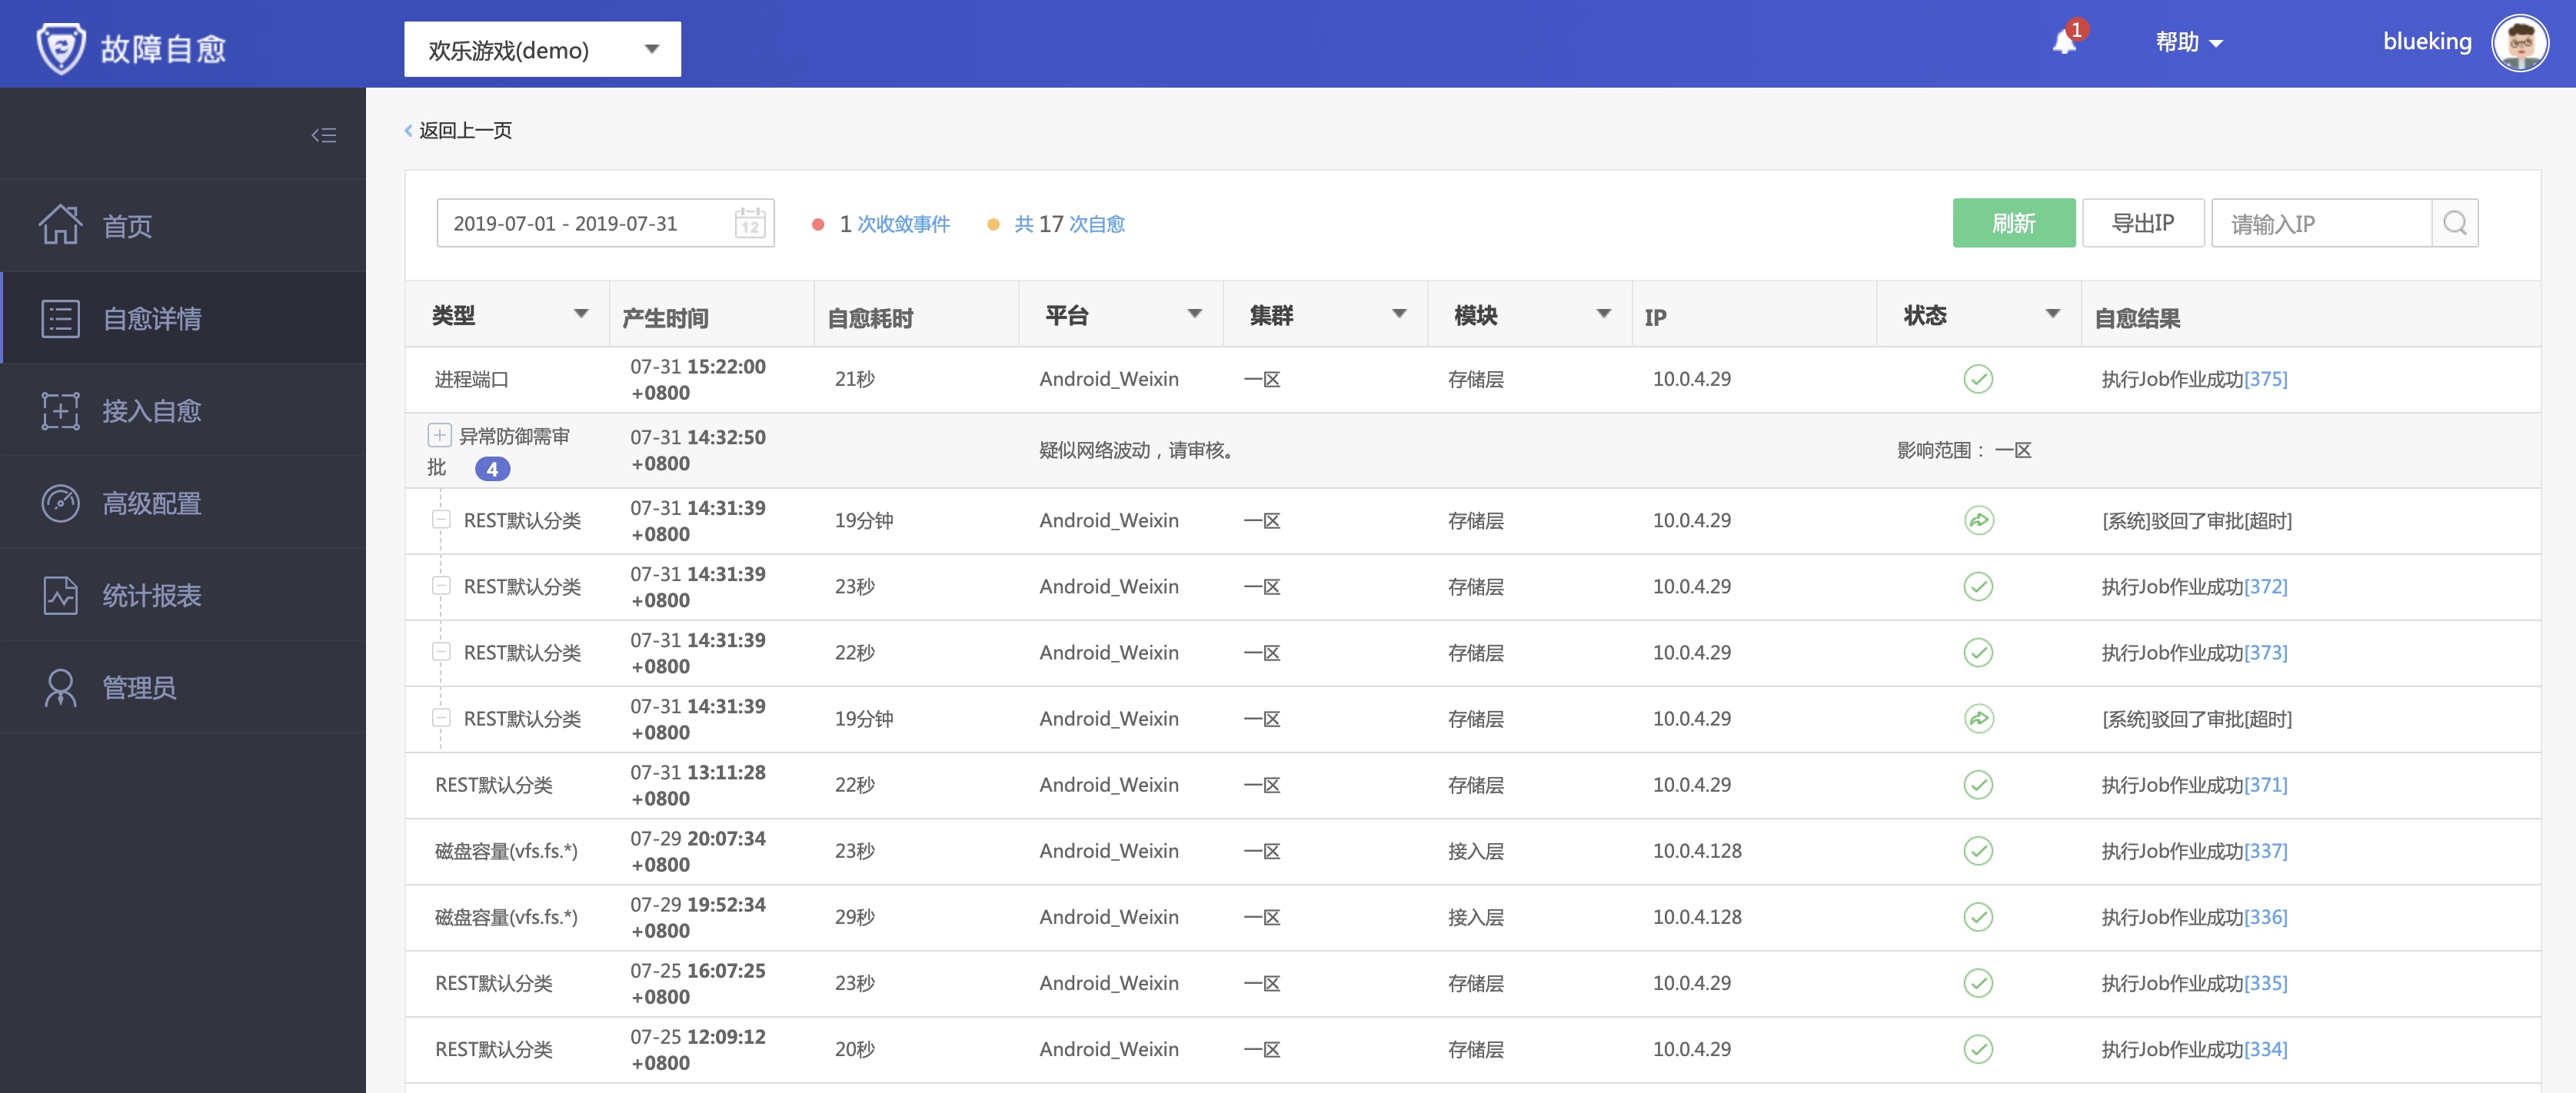 故障自愈
欢乐游戏(demo)
1
帮助
blueking
返回上一页
首页
自愈详情
接入自愈
高级配置
统计报表
管理员
2019-07-01 - 2019-07-31
12
1 次收敛事件
共 17 次自愈
刷新
导出IP
请输入IP
类型 产生时间 自愈耗时 平台 集群 模块 IP 状态 自愈结果
进程端口 07-31 15:22:00 +0800 21秒 Android_Weixin 一区 存储层 10.0.4.29 执行Job作业成功[375]
异常防御需审批 4 07-31 14:32:50 +0800 疑似网络波动，请审核。 影响范围： 一区
REST默认分类 07-31 14:31:39 +0800 19分钟 Android_Weixin 一区 存储层 10.0.4.29 [系统]驳回了审批[超时]
REST默认分类 07-31 14:31:39 +0800 23秒 Android_Weixin 一区 存储层 10.0.4.29 执行Job作业成功[372]
REST默认分类 07-31 14:31:39 +0800 22秒 Android_Weixin 一区 存储层 10.0.4.29 执行Job作业成功[373]
REST默认分类 07-31 14:31:39 +0800 19分钟 Android_Weixin 一区 存储层 10.0.4.29 [系统]驳回了审批[超时]
REST默认分类 07-31 13:11:28 +0800 22秒 Android_Weixin 一区 存储层 10.0.4.29 执行Job作业成功[371]
磁盘容量(vfs.fs.*) 07-29 20:07:34 +0800 23秒 Android_Weixin 一区 接入层 10.0.4.128 执行Job作业成功[337]
磁盘容量(vfs.fs.*) 07-29 19:52:34 +0800 29秒 Android_Weixin 一区 接入层 10.0.4.128 执行Job作业成功[336]
REST默认分类 07-25 16:07:25 +0800 23秒 Android_Weixin 一区 存储层 10.0.4.29 执行Job作业成功[335]
REST默认分类 07-25 12:09:12 +0800 20秒 Android_Weixin 一区 存储层 10.0.4.29 执行Job作业成功[334]